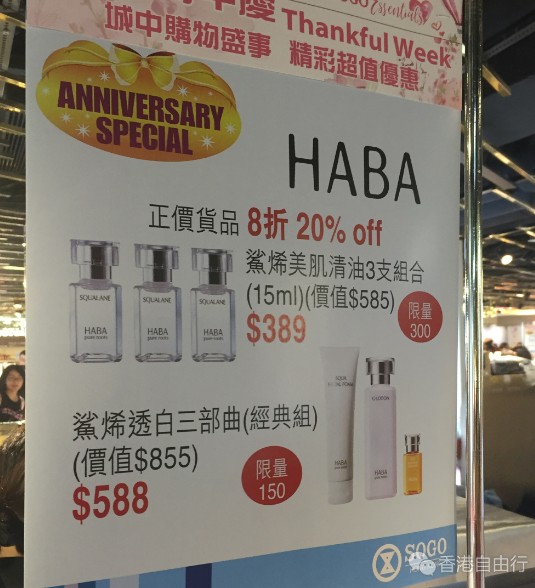 慶 Thankful Week
Essentials
城中購物盛事 精彩超值優惠
ANNIVERSARY
SPECIAL
HABA
正價貨品 8折 20% off
鯊烯美肌清油3支組合
(15ml)(價值$585)
$389
限量
300
SQUALANE
HABA
SQUALANE
HABA
SQUALANE
HABA
鯊烯透白三部曲(經典組)
(價值$855)
$588
限量
150
HABA
HABA
SOGO
香港自由行